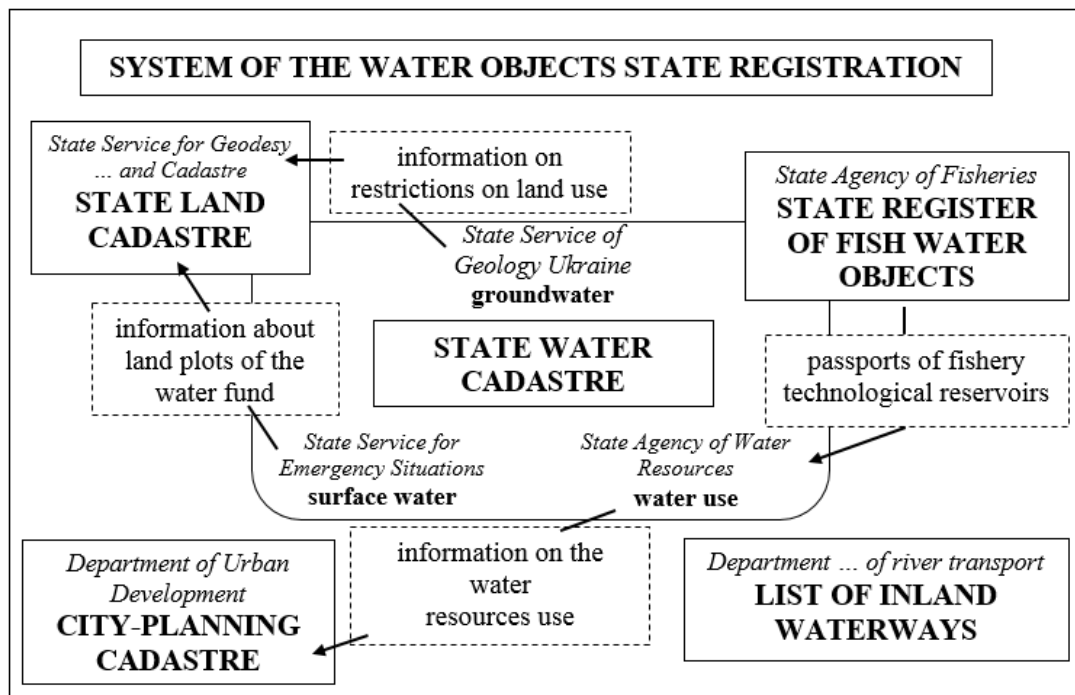 SYSTEM OF THE WATER OBJECTS STATE REGISTRATION
State Service for Geodesy
... and Cadastre
STATE LAND
CADASTRE
information on
restrictions on land use
State Agency of Fisheries
STATE REGISTER
OF FISH WATER
OBJECTS
State Service of
Geology Ukraine
groundwater
information about
land plots of the
water fund
STATE WATER
CADASTRE
passports of fishery
technological reservoirs
State Service for
Emergency Situations
surface water
State Agency of Water
Resources
water use
Department of Urban
Development
CITY-PLANNING
CADASTRE
information on the
water
resources use
Department ... of river transport
LIST OF INLAND
WATERWAYS